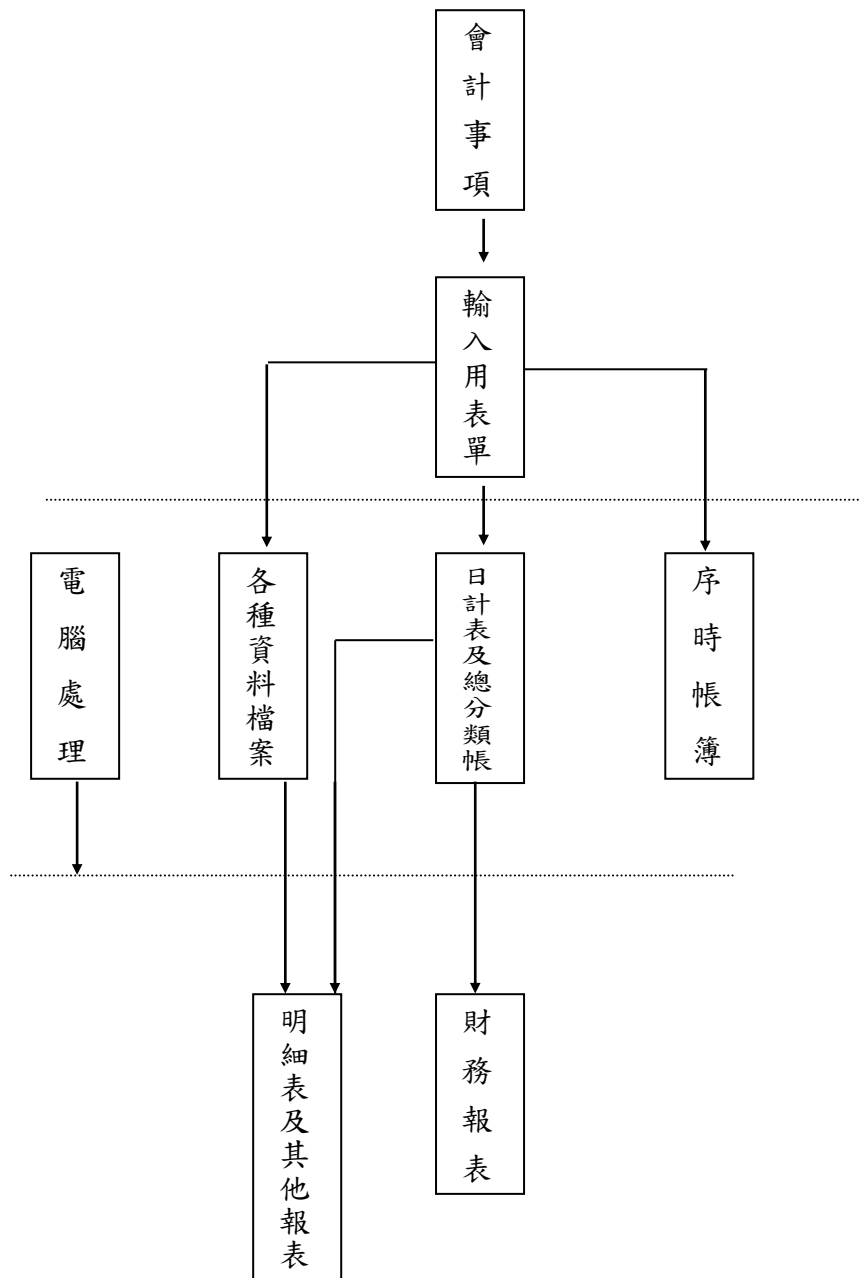 會計事項
輸入用表單
電腦處理
各種資料檔案
日計表及總分類帳
序時帳簿
明細表及其他報表
財務報表